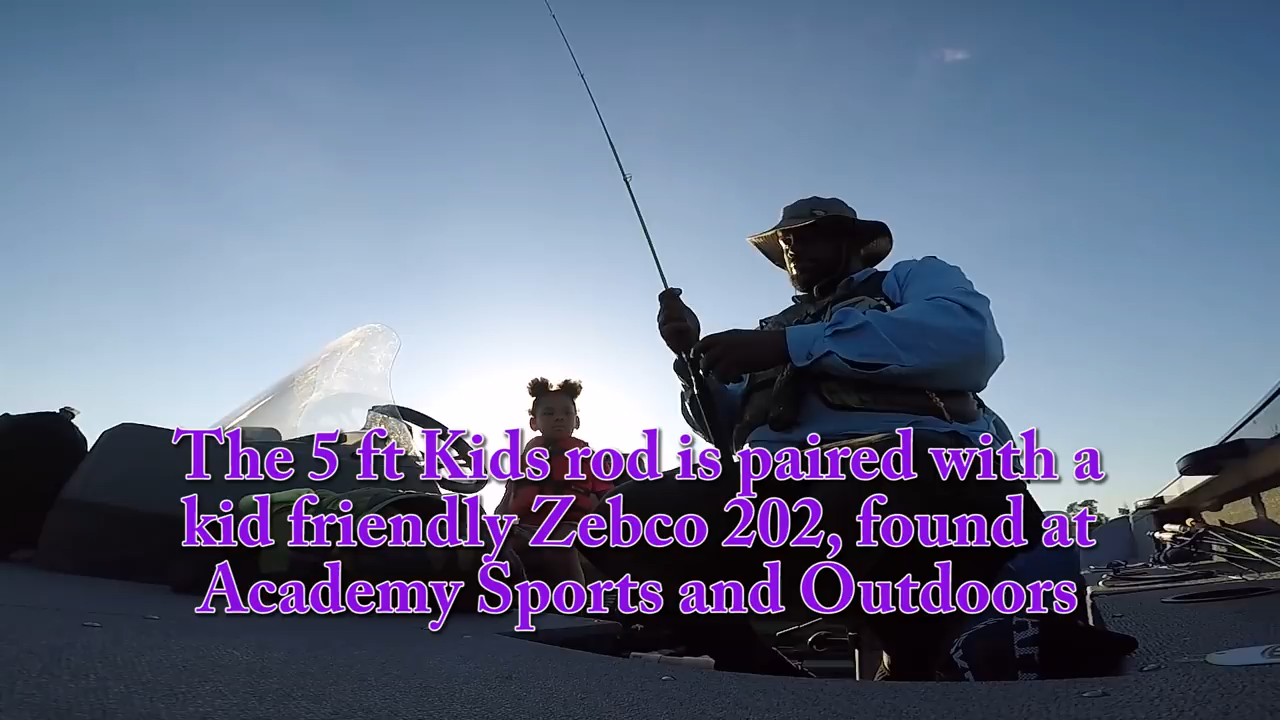 The 5 ft Kids rod is paired with a
kid friendly Zebco 202, found at
Academy Sports and Outdoors